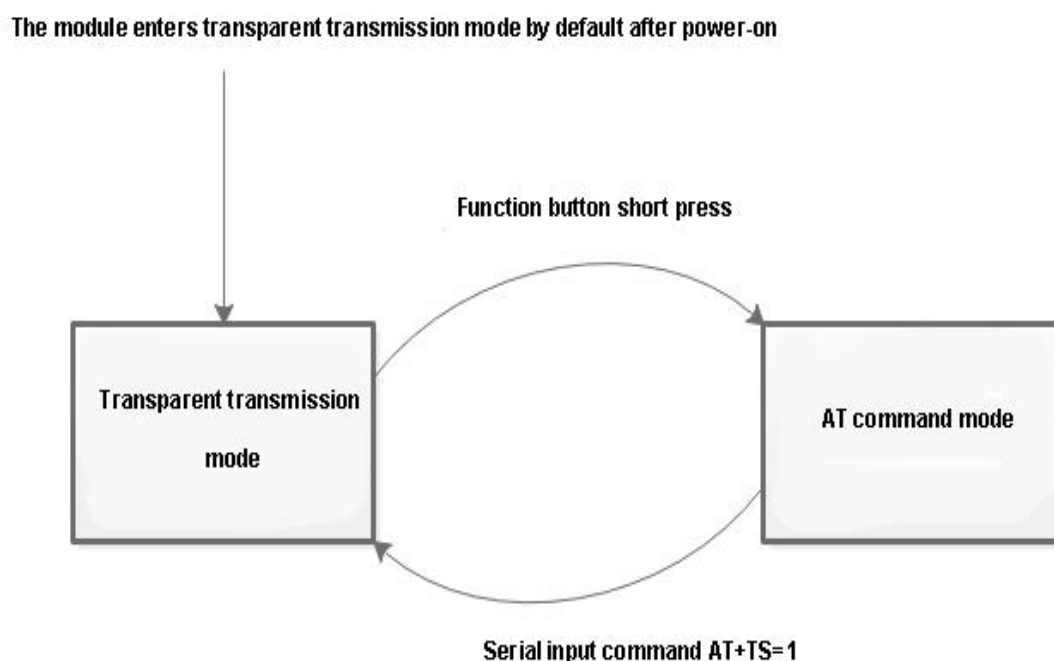 The module enters transparent transmission mode by default after power-on
Function button short press
Transparent transmission
mode
AT command mode
Serial input command AT+TS=1